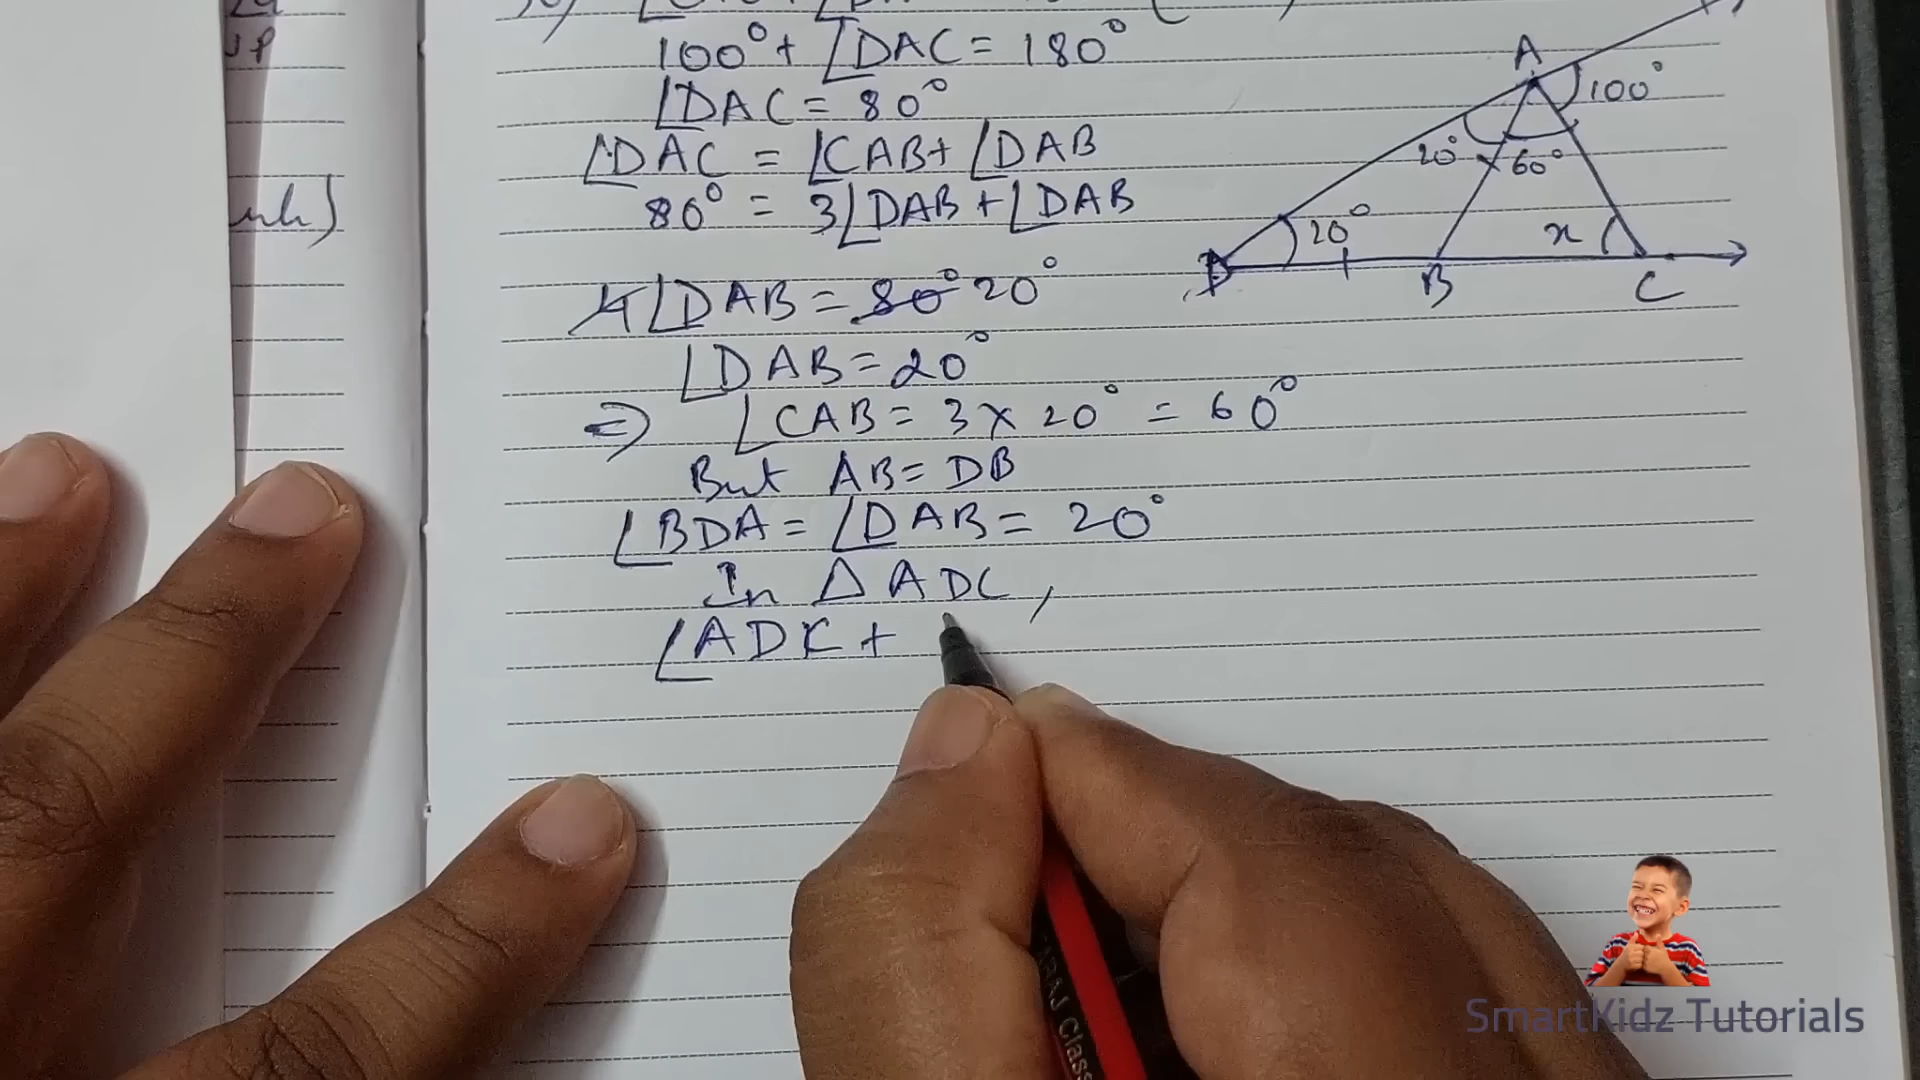 100° + ∠DAC = 180°
∠DAC = 80°
∠DAC = ∠CAB + ∠DAB
80° = 3∠DAB + ∠DAB
4∠DAB = 80° 20°
∠DAB = 20°
⇒ ∠CAB = 3 × 20° = 60°
But AB = DB
∠BDA = ∠DAB = 20°
In △ADC,
∠ADC +
A
100°
20°
60°
20°
x
D
B
C
SmartKidz Tutorials